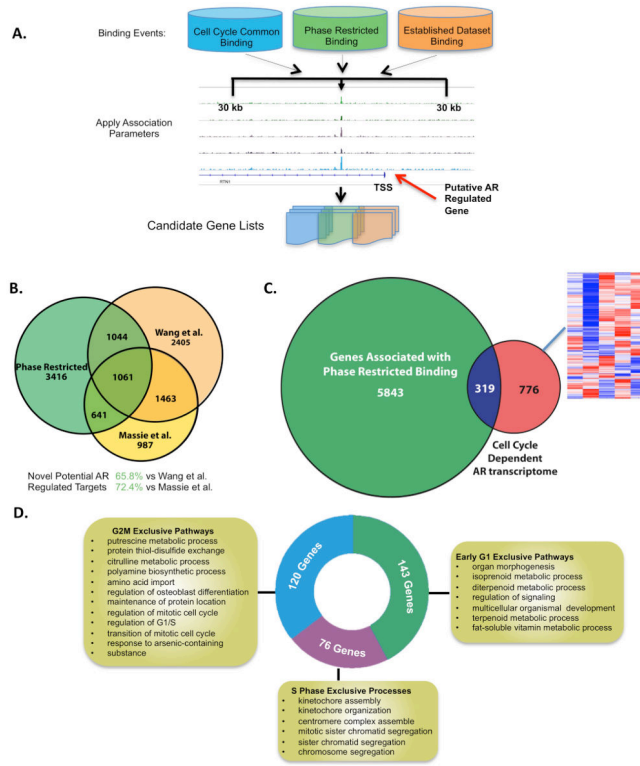 A.
Binding Events:
Cell Cycle Common
Binding
Phase Restricted
Binding
Established Dataset
Binding
30 kb
30 kb
Apply Association
Parameters
TSS
Putative AR
Regulated
Gene
Candidate Gene Lists
B.
1044
Wang et al.
2405
Phase Restricted
3416
1061
1463
641
Massie et al.
987
Novel Potential AR 65.8% vs Wang et al.
Regulated Targets 72.4% vs Massie et al.
C.
Genes Associated with
Phase Restricted Binding
5843
319
776
Cell Cycle
Dependent
AR transcriptome
D.
G2M Exclusive Pathways
• putrescine metabolic process
• protein thiol-disulfide exchange
• citrulline metabolic process
• polyamine biosynthetic process
• amino acid import
• regulation of osteoblast differentiation
• maintenance of protein location
• regulation of mitotic cell cycle
• regulation of G1/S
• transition of mitotic cell cycle
• response to arsenic-containing
• substance
120 Genes
143 Genes
76 Genes
Early G1 Exclusive Pathways
• organ morphogenesis
• isoprenoid metabolic process
• diterpenoid metabolic process
• regulation of signaling
• multicellular organismal development
• terpenoid metabolic process
• fat-soluble vitamin metabolic process
S Phase Exclusive Processes
• kinetochore assembly
• kinetochore organization
• centromere complex assemble
• mitotic sister chromatid segregation
• sister chromatid segregation
• chromosome segregation